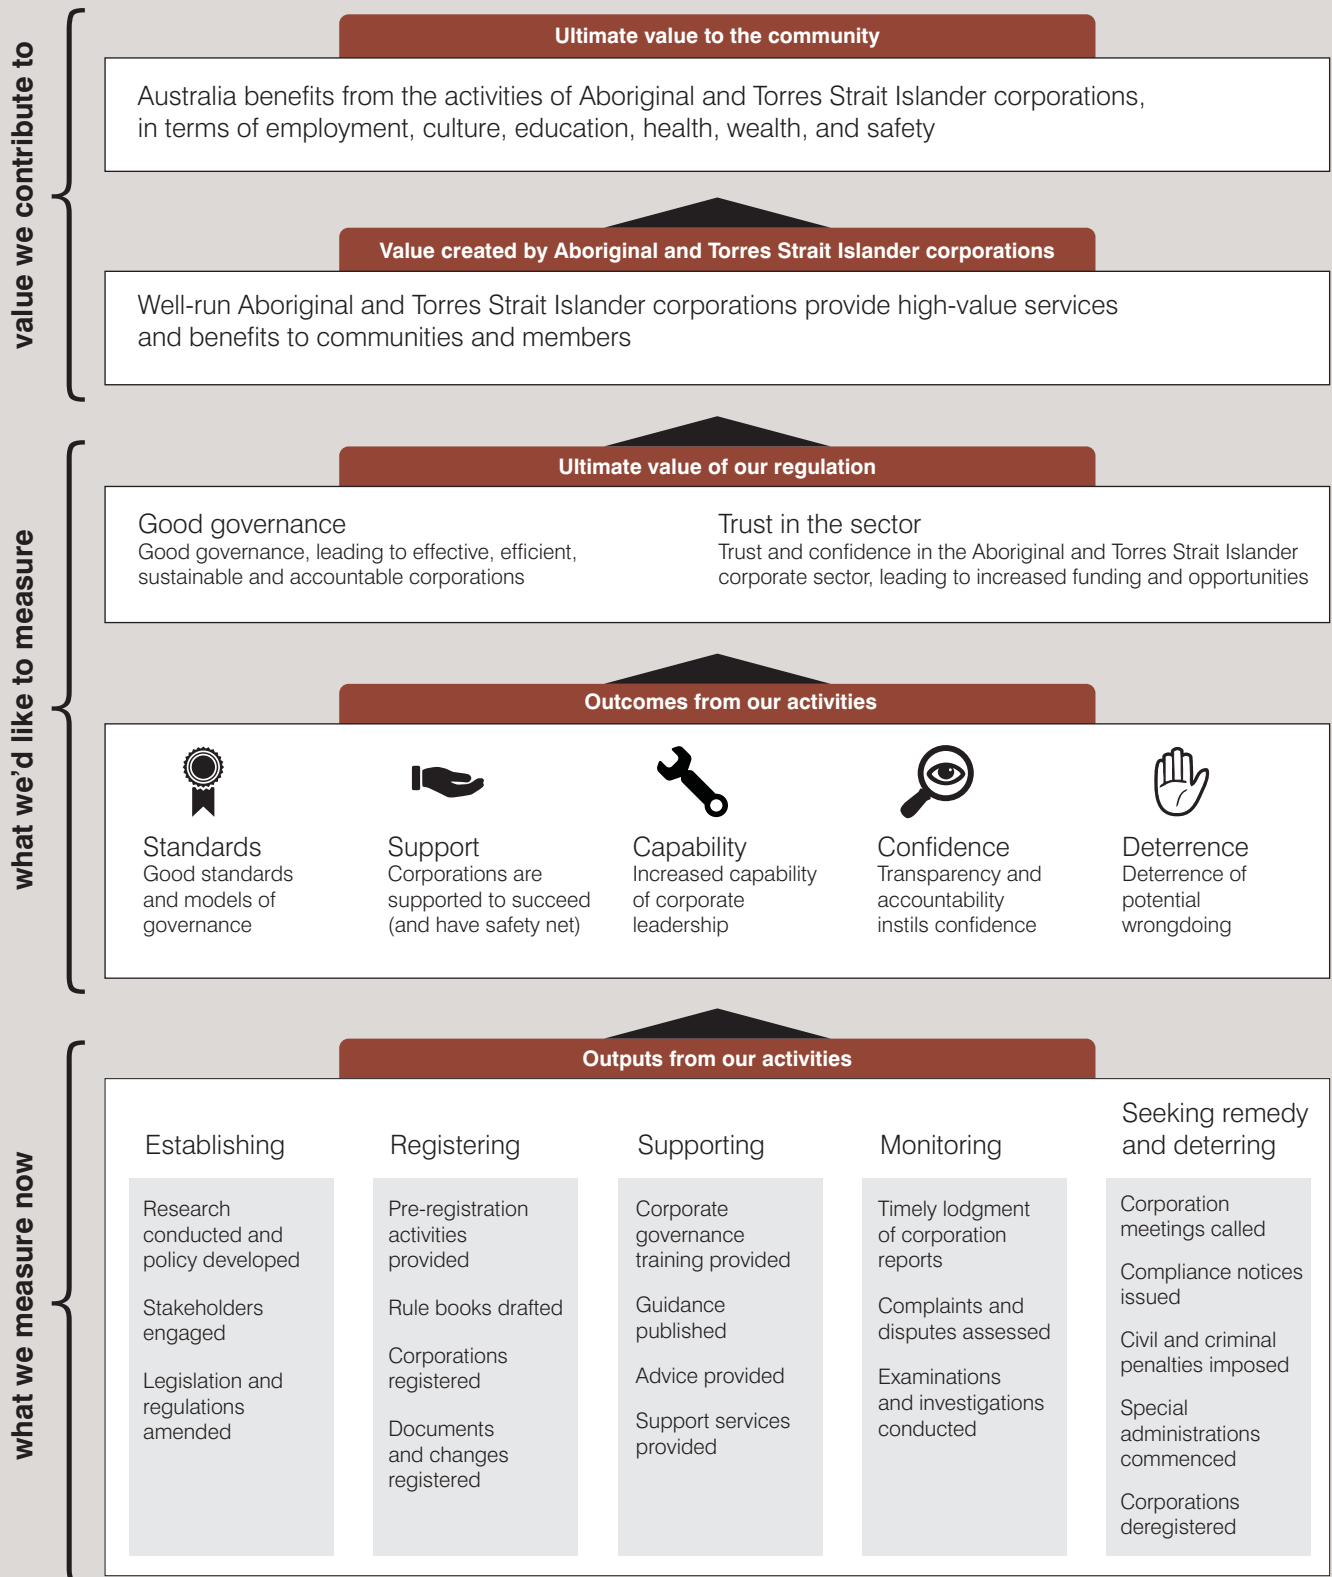 value we contribute to
Ultimate value to the community
Australia benefits from the activities of Aboriginal and Torres Strait Islander corporations,
in terms of employment, culture, education, health, wealth, and safety
Value created by Aboriginal and Torres Strait Islander corporations
Well-run Aboriginal and Torres Strait Islander corporations provide high-value services
and benefits to communities and members
what we’d like to measure
Ultimate value of our regulation
Good governance
Good governance, leading to effective, efficient,
sustainable and accountable corporations
Trust in the sector
Trust and confidence in the Aboriginal and Torres Strait Islander
corporate sector, leading to increased funding and opportunities
Outcomes from our activities
Standards
Good standards
and models of
governance
Support
Corporations are
supported to succeed
(and have safety net)
Capability
Increased capability
of corporate
leadership
Confidence
Transparency and
accountability
instils confidence
Deterrence
Deterrence of
potential
wrongdoing
what we measure now
Outputs from our activities
Establishing
Research
conducted and
policy developed
Stakeholders
engaged
Legislation and
regulations
amended
Registering
Pre-registration
activities
provided
Rule books drafted
Corporations
registered
Documents
and changes
registered
Supporting
Corporate
governance
training provided
Guidance
published
Advice provided
Support services
provided
Monitoring
Timely lodgment
of corporation
reports
Complaints and
disputes assessed
Examinations
and investigations
conducted
Seeking remedy
and deterring
Corporation
meetings called
Compliance notices
issued
Civil and criminal
penalties imposed
Special
administrations
commenced
Corporations
deregistered